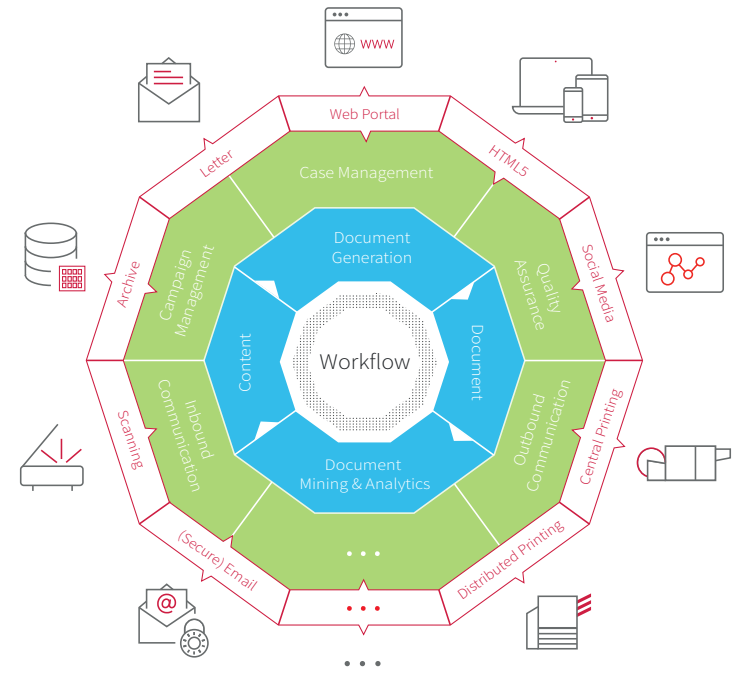 WWW
Web Portal
Letter
HTML5
Case Management
Archive
Campaign
Management
Document
Generation
Quality
Assurance
Social Media
Content
Workflow
Document
Scanning
Inbound
Communication
Document
Mining & Analytics
Outbound
Communication
Central Printing
(Secure) Email
...
Distributed Printing
...
@
...